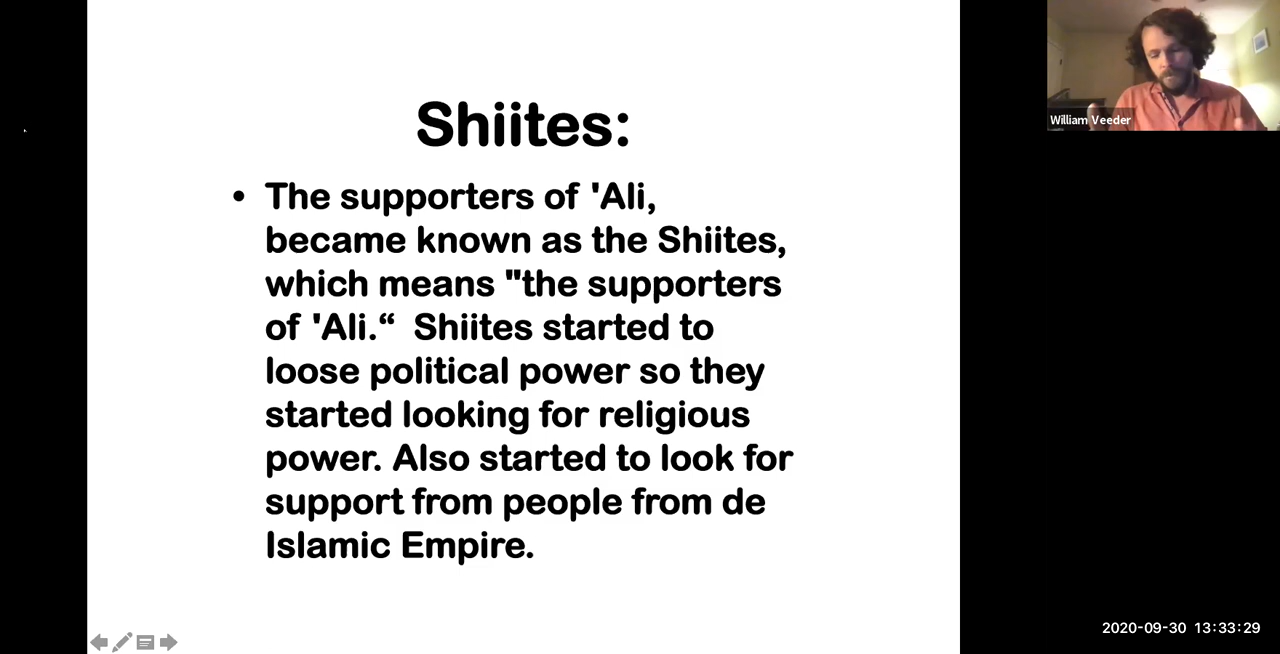 Shiites:
• The supporters of 'Ali,
became known as the Shiites,
which means "the supporters
of 'Ali.“ Shiites started to
loose political power so they
started looking for religious
power. Also started to look for
support from people from de
Islamic Empire.
William Veeder
2020-09-30 13:33:29